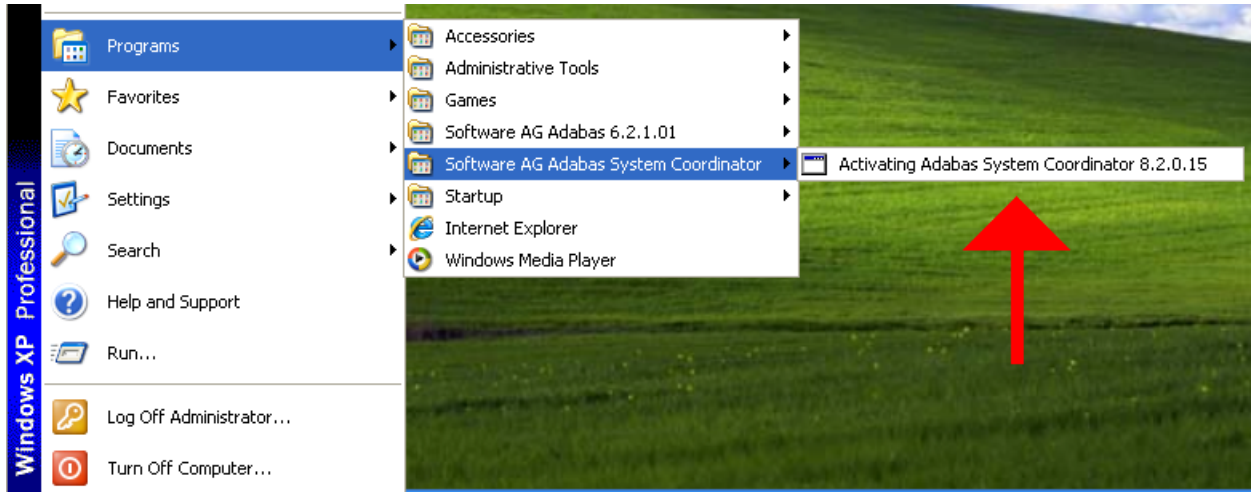 Windows XP Professional
Programs
Favorites
Documents
Settings
Search
Help and Support
Run...
Log Off Administrator...
Turn Off Computer...
Accessories
Administrative Tools
Games
Software AG Adabas 6.2.1.01
Software AG Adabas System Coordinator
Startup
Internet Explorer
Windows Media Player
Activating Adabas System Coordinator 8.2.0.15